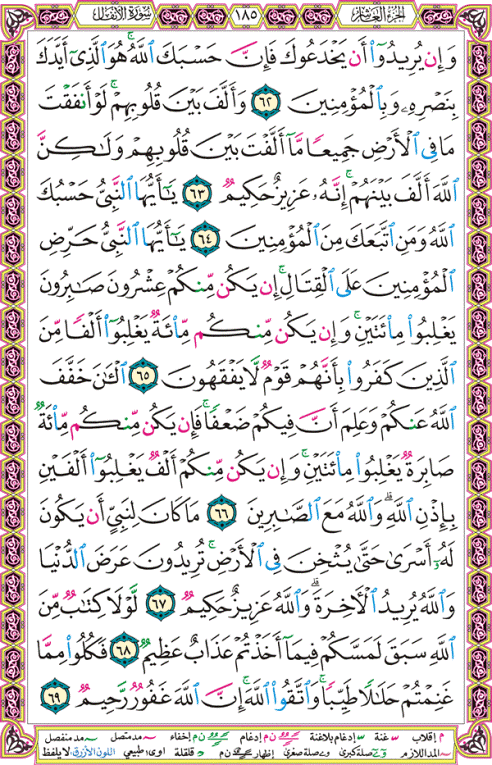 الجزء العاشر ١٨٥ سورة الأنفال
وَإِن يُرِيدُوٓا۟ أَن يَخْدَعُوكَ فَإِنَّ حَسْبَكَ ٱللَّهُ ۚ هُوَ ٱلَّذِىٓ أَيَّدَكَ
بِنَصْرِهِۦ وَبِٱلْمُؤْمِنِينَ ٦٢ وَأَلَّفَ بَيْنَ قُلُوبِهِمْ ۚ لَوْ أَنفَقْتَ
مَا فِى ٱلْأَرْضِ جَمِيعًا مَّآ أَلَّفْتَ بَيْنَ قُلُوبِهِمْ وَلَٰكِنَّ
ٱللَّهَ أَلَّفَ بَيْنَهُمْ ۚ إِنَّهُۥ عَزِيزٌ حَكِيمٌ ٦٣ يَٰٓأَيُّهَا ٱلنَّبِىُّ حَسْبُكَ
ٱللَّهُ وَمَنِ ٱتَّبَعَكَ مِنَ ٱلْمُؤْمِنِينَ ٦٤ يَٰٓأَيُّهَا ٱلنَّبِىُّ حَرِّضِ
ٱلْمُؤْمِنِينَ عَلَى ٱلْقِتَالِ ۚ إِن يَكُن مِّنكُمْ عِشْرُونَ صَٰبِرُونَ
يَغْلِبُوا۟ مِا۟ئَتَيْنِ ۚ وَإِن يَكُن مِّنكُم مِّا۟ئَةٌ يَغْلِبُوٓا۟ أَلْفًا مِّنَ
ٱلَّذِينَ كَفَرُوا۟ بِأَنَّهُمْ قَوْمٌ لَّا يَفْقَهُونَ ٦٥ ٱلْـَٰٔنَ خَفَّفَ
ٱللَّهُ عَنكُمْ وَعَلِمَ أَنَّ فِيكُمْ ضَعْفًا ۚ فَإِن يَكُن مِّنكُم مِّا۟ئَةٌ
صَابِرَةٌ يَغْلِبُوا۟ مِا۟ئَتَيْنِ ۚ وَإِن يَكُن مِّنكُمْ أَلْفٌ يَغْلِبُوٓا۟ أَلْفَيْنِ
بِإِذْنِ ٱللَّهِ ۗ وَٱللَّهُ مَعَ ٱلصَّٰبِرِينَ ٦٦ مَا كَانَ لِنَبِىٍّ أَن يَكُونَ
لَهُۥٓ أَسْرَىٰ حَتَّىٰ يُثْخِنَ فِى ٱلْأَرْضِ ۚ تُرِيدُونَ عَرَضَ ٱلدُّنْيَا
وَٱللَّهُ يُرِيدُ ٱلْـَٔاخِرَةَ ۗ وَٱللَّهُ عَزِيزٌ حَكِيمٌ ٦٧ لَّوْلَا كِتَٰبٌ مِّنَ
ٱللَّهِ سَبَقَ لَمَسَّكُمْ فِيمَآ أَخَذْتُمْ عَذَابٌ عَظِيمٌ ٦٨ فَكُلُوا۟ مِمَّا
غَنِمْتُمْ حَلَٰلًا طَيِّبًا ۚ وَٱتَّقُوا۟ ٱللَّهَ ۚ إِنَّ ٱللَّهَ غَفُورٌ رَّحِيمٌ ٦٩
م إقلاب غنة إدغام بلاغنة ن م إدغام ن م إخفاء مد متصل مد منفصل
المد اللازم صلة كبرى وصلة صغرى إظهار ن م قلقلة اوى: طبيعي اللون الأزرق: لا يلفظ